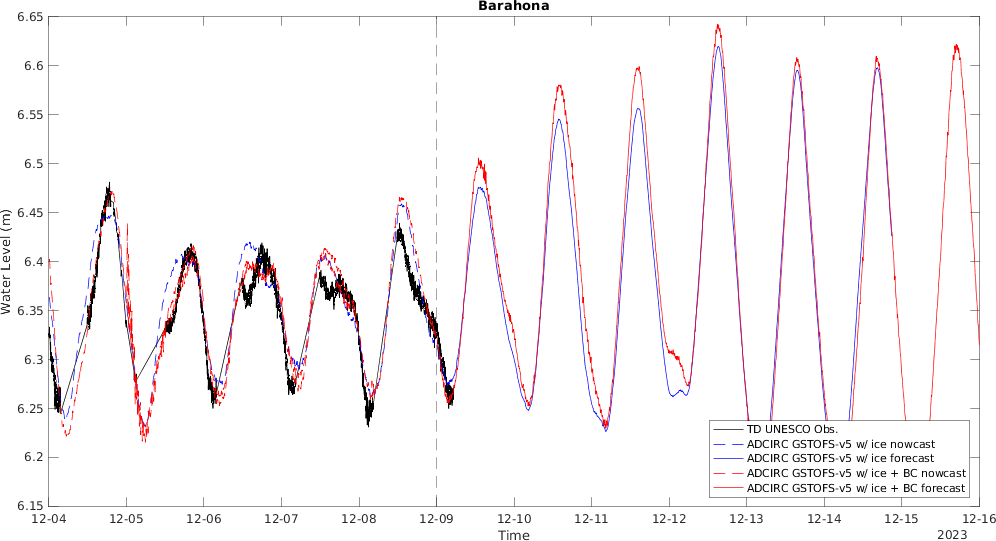 Barahona
6.65
6.6
6.55
6.5
6.45
6.4
6.35
6.3
6.25
6.2
6.15
Water Level (m)
TD UNESCO Obs.
ADCIRC GSTOFS-v5 w/ ice nowcast
ADCIRC GSTOFS-v5 w/ ice forecast
ADCIRC GSTOFS-v5 w/ ice + BC nowcast
ADCIRC GSTOFS-v5 w/ ice + BC forecast
12-04 12-05 12-06 12-07 12-08 12-09 12-10 12-11 12-12 12-13 12-14 12-15 12-16
Time
2023